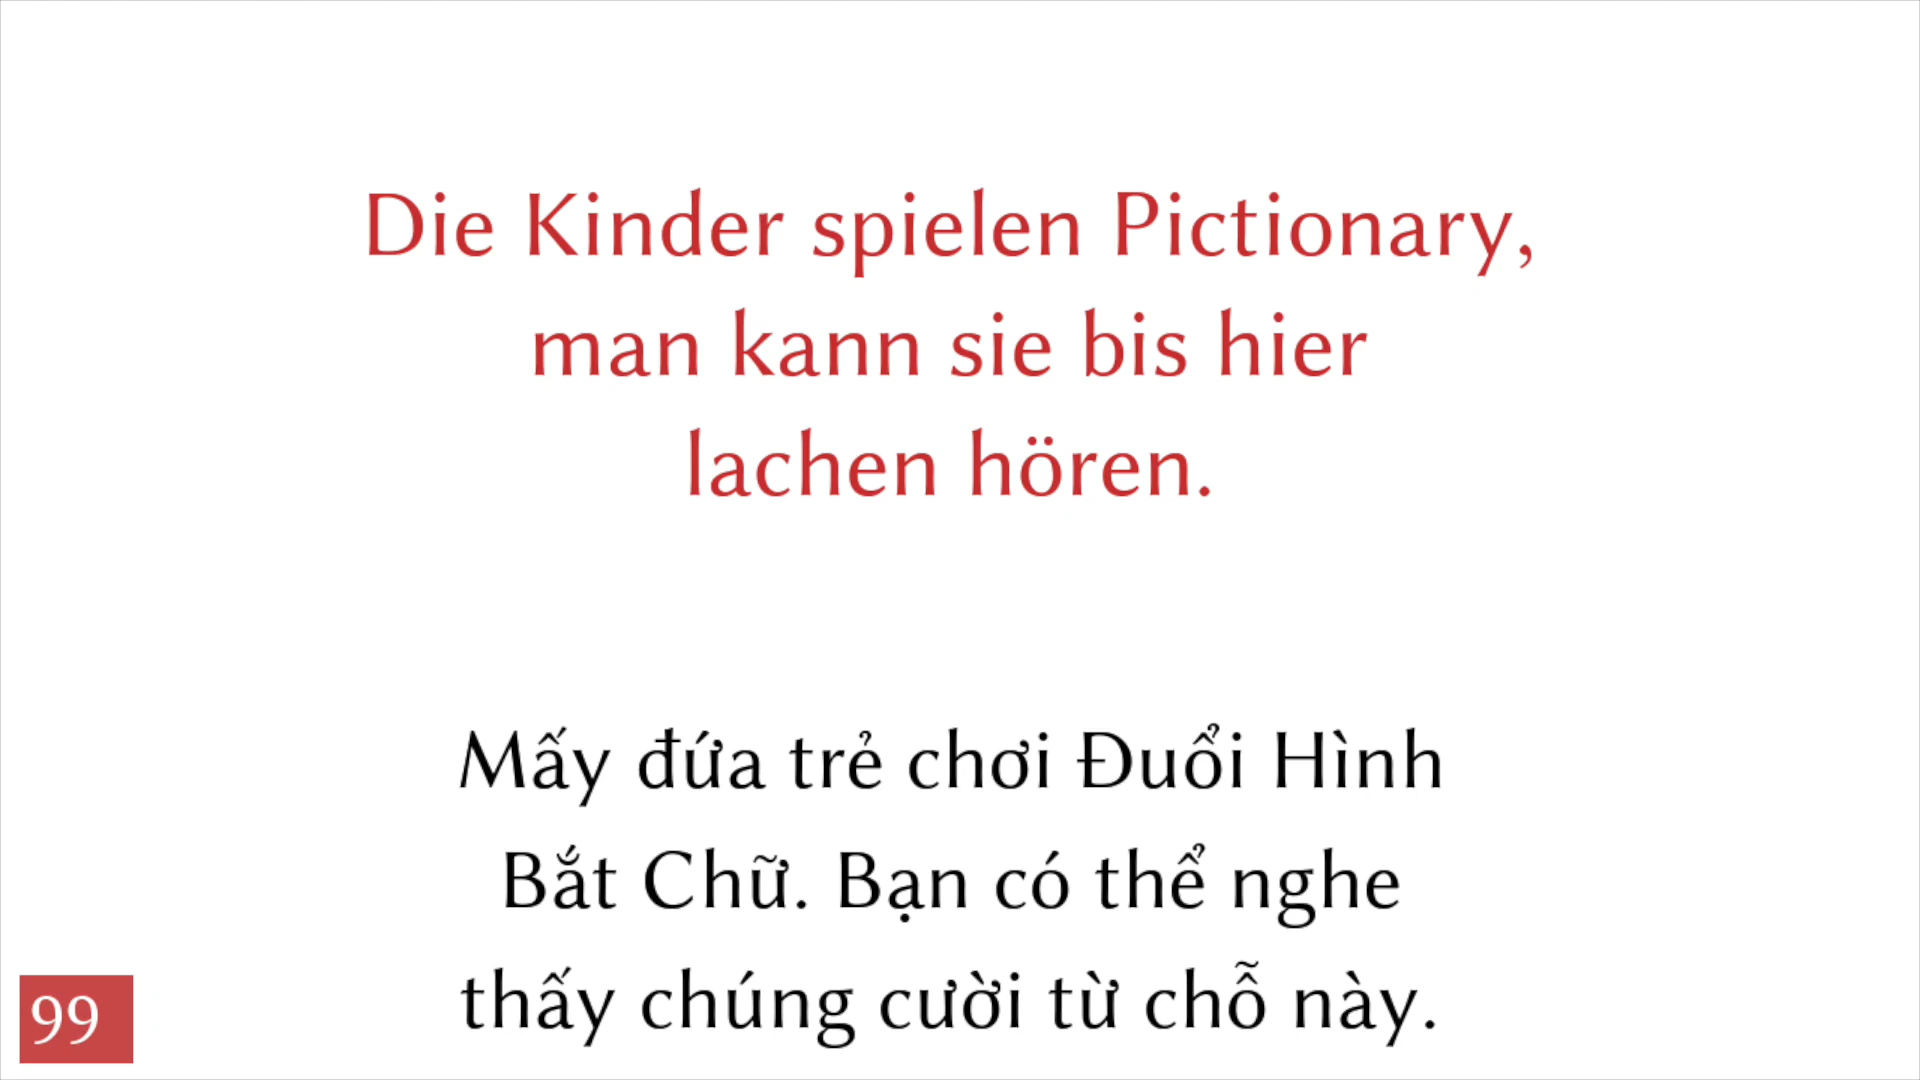 Die Kinder spielen Pictionary,
man kann sie bis hier
lachen hören.
Mấy đứa trẻ chơi Đuổi Hình
Bắt Chữ. Bạn có thể nghe
thấy chúng cười từ chỗ này.
99